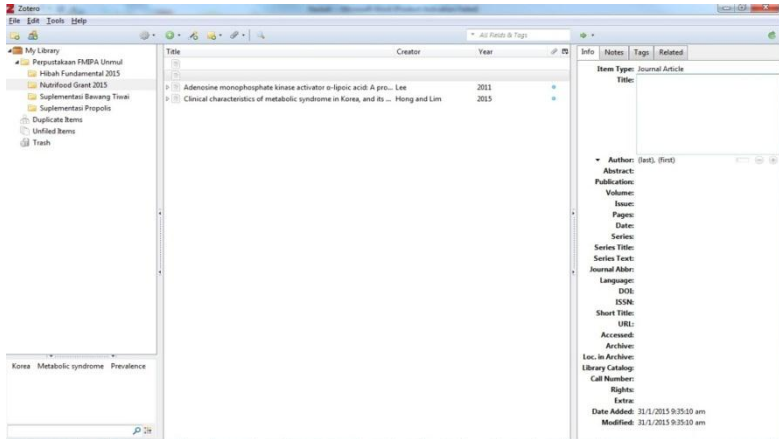 Zotero
File Edit Tools Help
All Fields & Tags
My Library
Perpustakaan FMIPA Unmul
Hibah Fundamental 2015
Nutrifood Grant 2015
Suplementasi Bawang Tiwai
Suplementasi Propolis
Duplicate Items
Unfiled Items
Trash
Korea Metabolic syndrome Prevalence
Title Creator Year
Adenosine monophosphate kinase activator α-lipoic acid: A pro... Lee 2011
Clinical characteristics of metabolic syndrome in Korea, and its ... Hong and Lim 2015
Info Notes Tags Related
Item Type: Journal Article
Title:
Author: (last), (first)
Abstract:
Publication:
Volume:
Issue:
Pages:
Date:
Series:
Series Title:
Series Text:
Journal Abbr:
Language:
DOI:
ISSN:
Short Title:
URL:
Accessed:
Archive:
Loc. in Archive:
Library Catalog:
Call Number:
Rights:
Extra:
Date Added: 31/1/2015 9:35:10 am
Modified: 31/1/2015 9:35:10 am